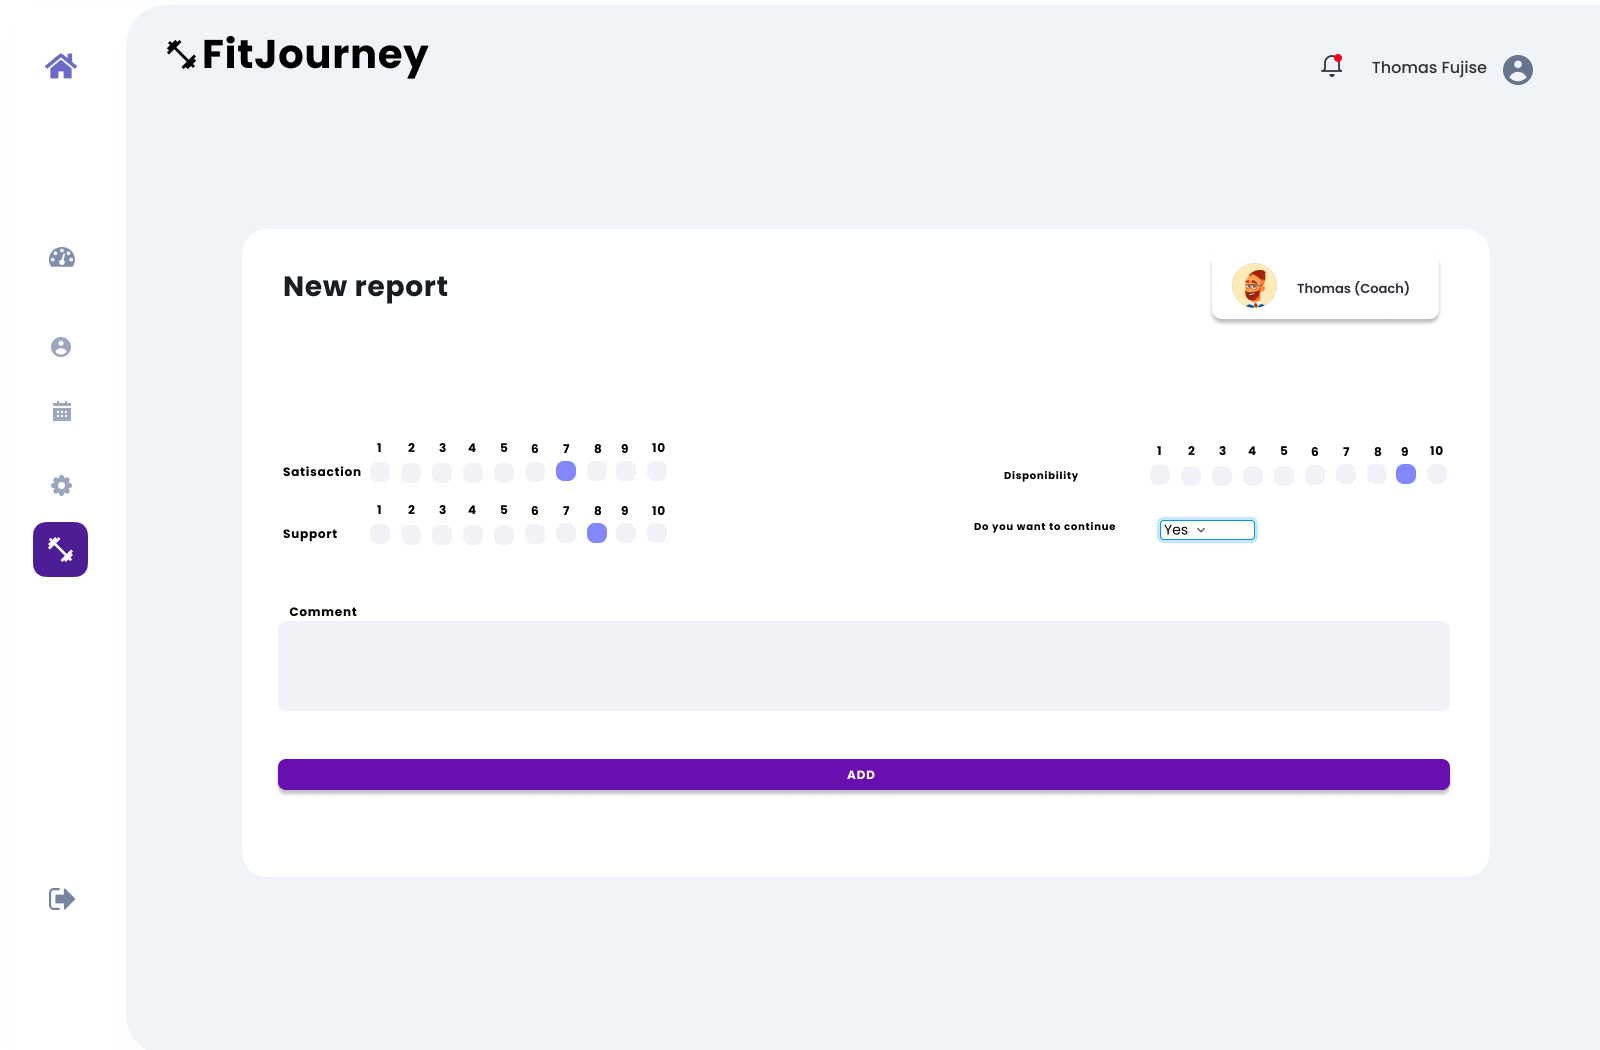 FitJourney
Thomas Fujise
New report
Thomas (Coach)
1 2 3 4 5 6 7 8 9 10
Satisaction
1 2 3 4 5 6 7 8 9 10
Support
1 2 3 4 5 6 7 8 9 10
Disponibility
Do you want to continue
Yes
Comment
ADD